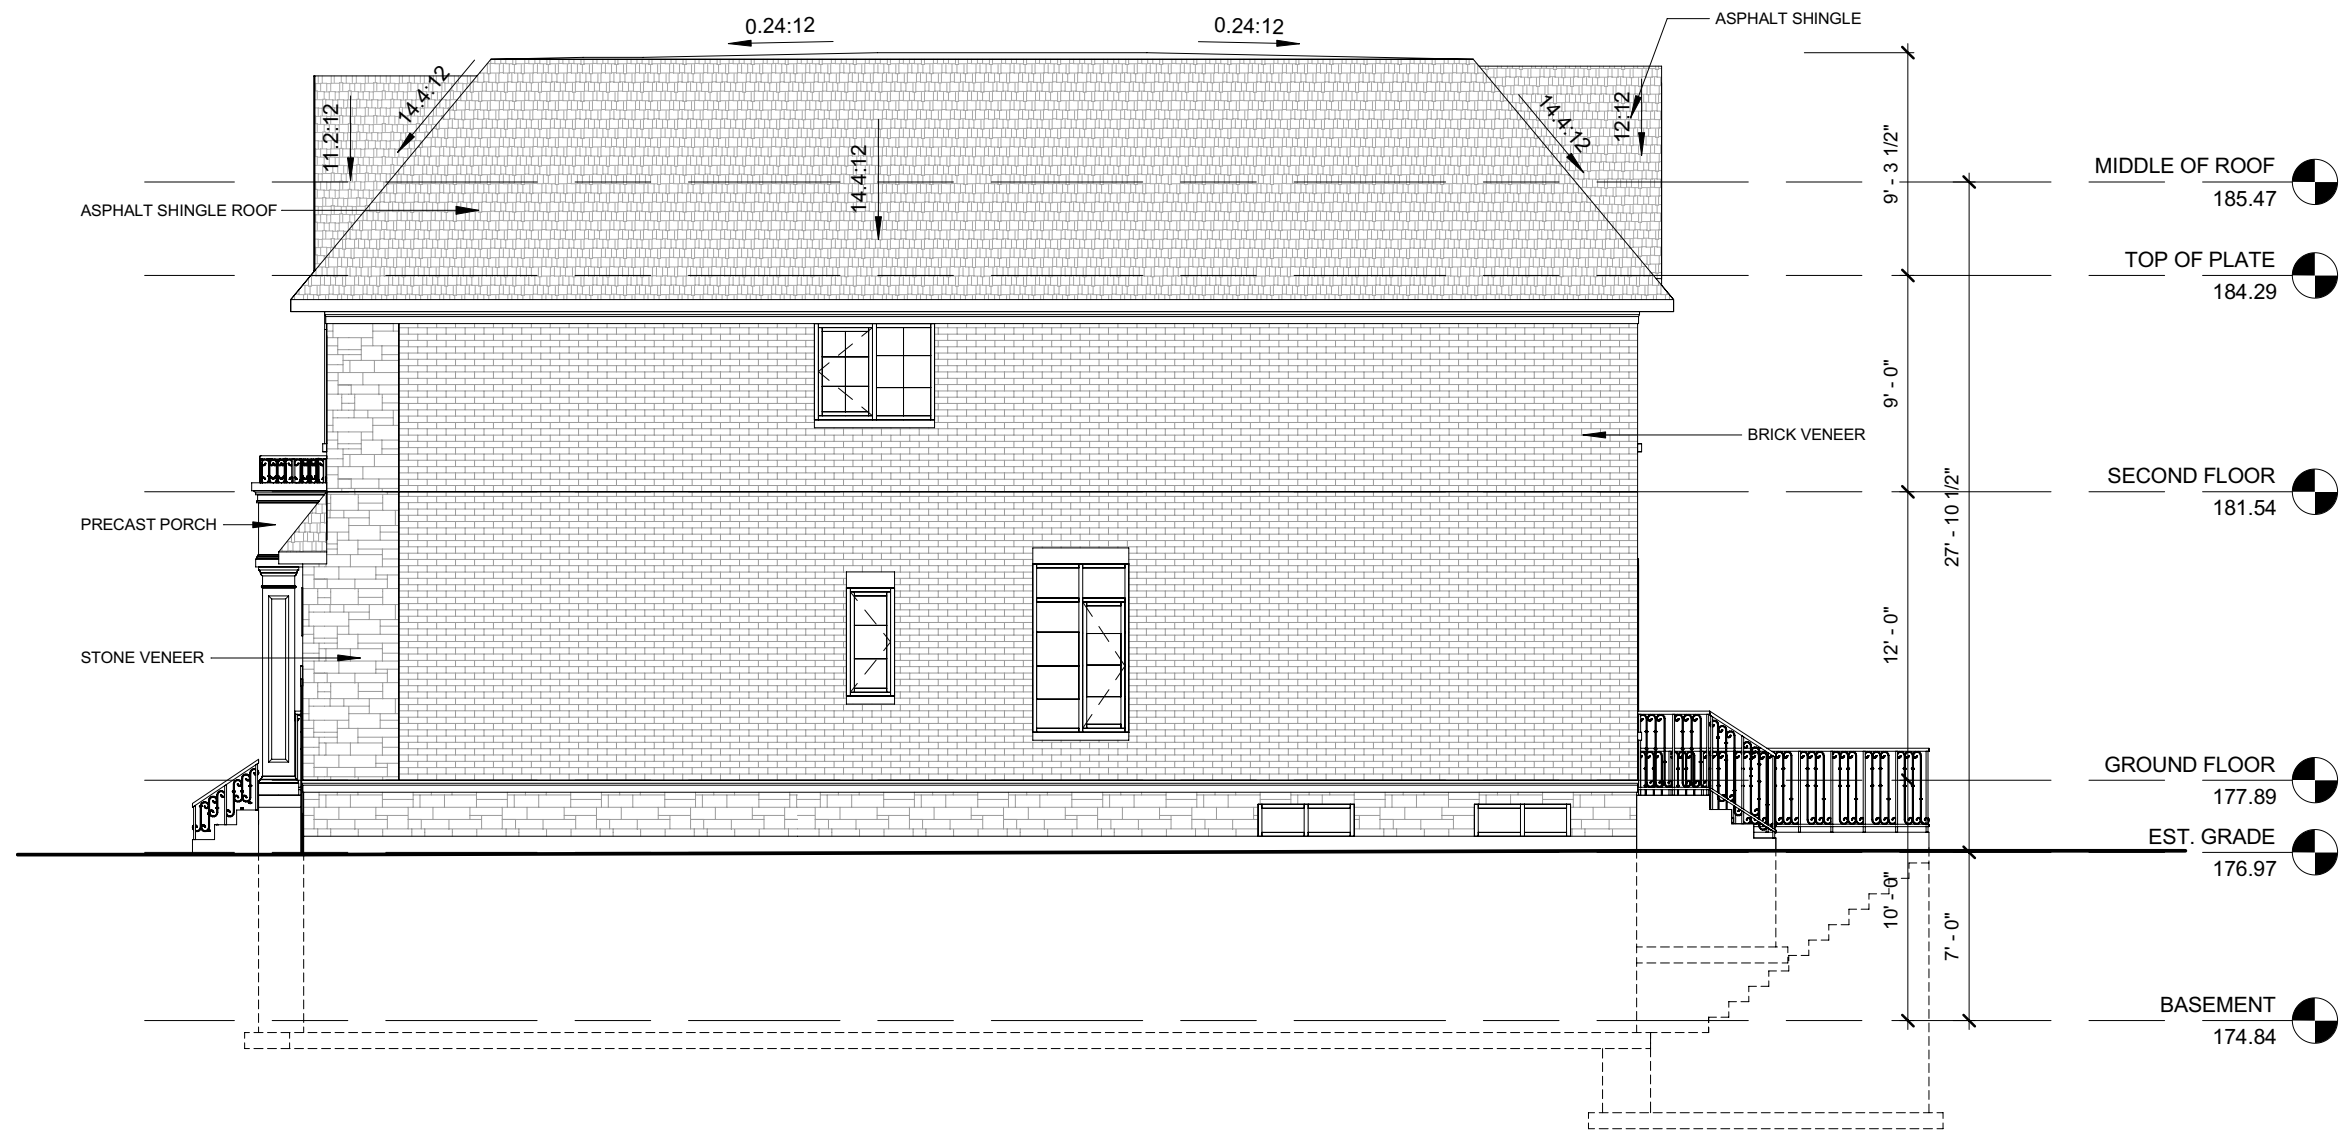 0.24:12
0.24:12
ASPHALT SHINGLE
11.2:12
14.4:12
14.4:12
14.4:12
12:12
9' - 3 1/2"
MIDDLE OF ROOF
185.47
ASPHALT SHINGLE ROOF
TOP OF PLATE
184.29
9' - 0"
BRICK VENEER
SECOND FLOOR
181.54
PRECAST PORCH
27' - 10 1/2"
12' - 0"
STONE VENEER
GROUND FLOOR
177.89
EST. GRADE
176.97
10' - 0"
7' - 0"
BASEMENT
174.84